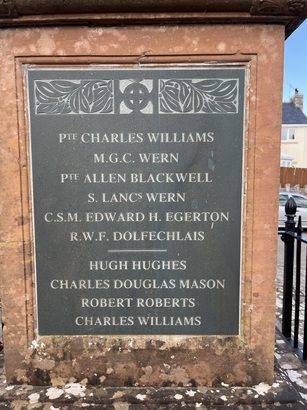 PTE CHARLES WILLIAMS
M.G.C. WERN
PTE ALLEN BLACKWELL
S. LANCS WERN
C.S.M. EDWARD H. EGERTON
R.W.F. DOLFECHLAIS
HUGH HUGHES
CHARLES DOUGLAS MASON
ROBERT ROBERTS
CHARLES WILLIAMS